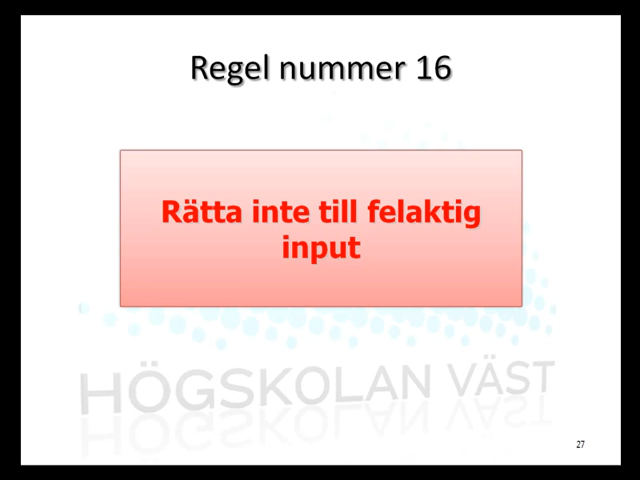 Regel nummer 16
Rätta inte till felaktig
input
HÖGSKOLAN VÄST
27